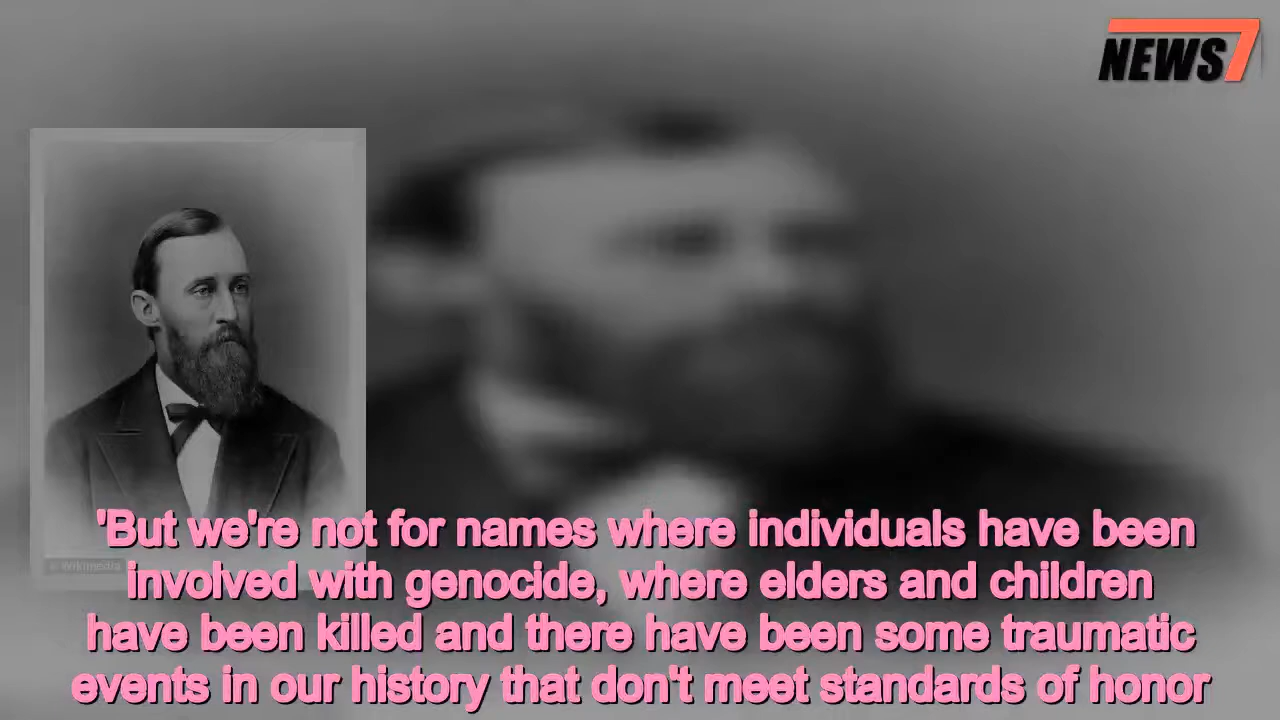 NEWS7
© Wikimedia
'But we're not for names where individuals have been
involved with genocide, where elders and children
have been killed and there have been some traumatic
events in our history that don't meet standards of honor